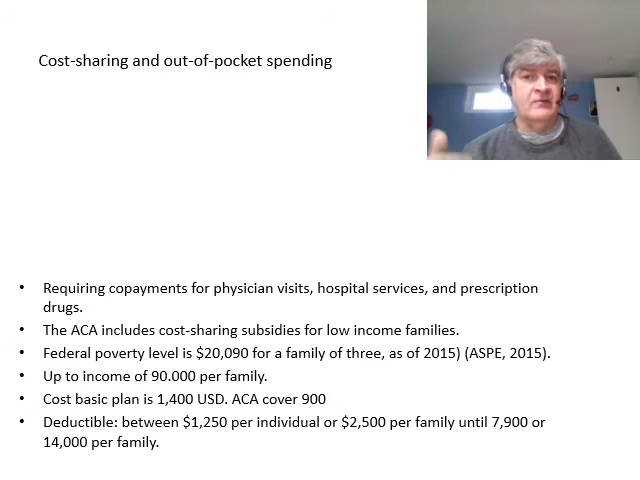 Cost-sharing and out-of-pocket spending
• Requiring copayments for physician visits, hospital services, and prescription
drugs.
• The ACA includes cost-sharing subsidies for low income families.
• Federal poverty level is $20,090 for a family of three, as of 2015) (ASPE, 2015).
• Up to income of 90.000 per family.
• Cost basic plan is 1,400 USD. ACA cover 900
• Deductible: between $1,250 per individual or $2,500 per family until 7,900 or
14,000 per family.